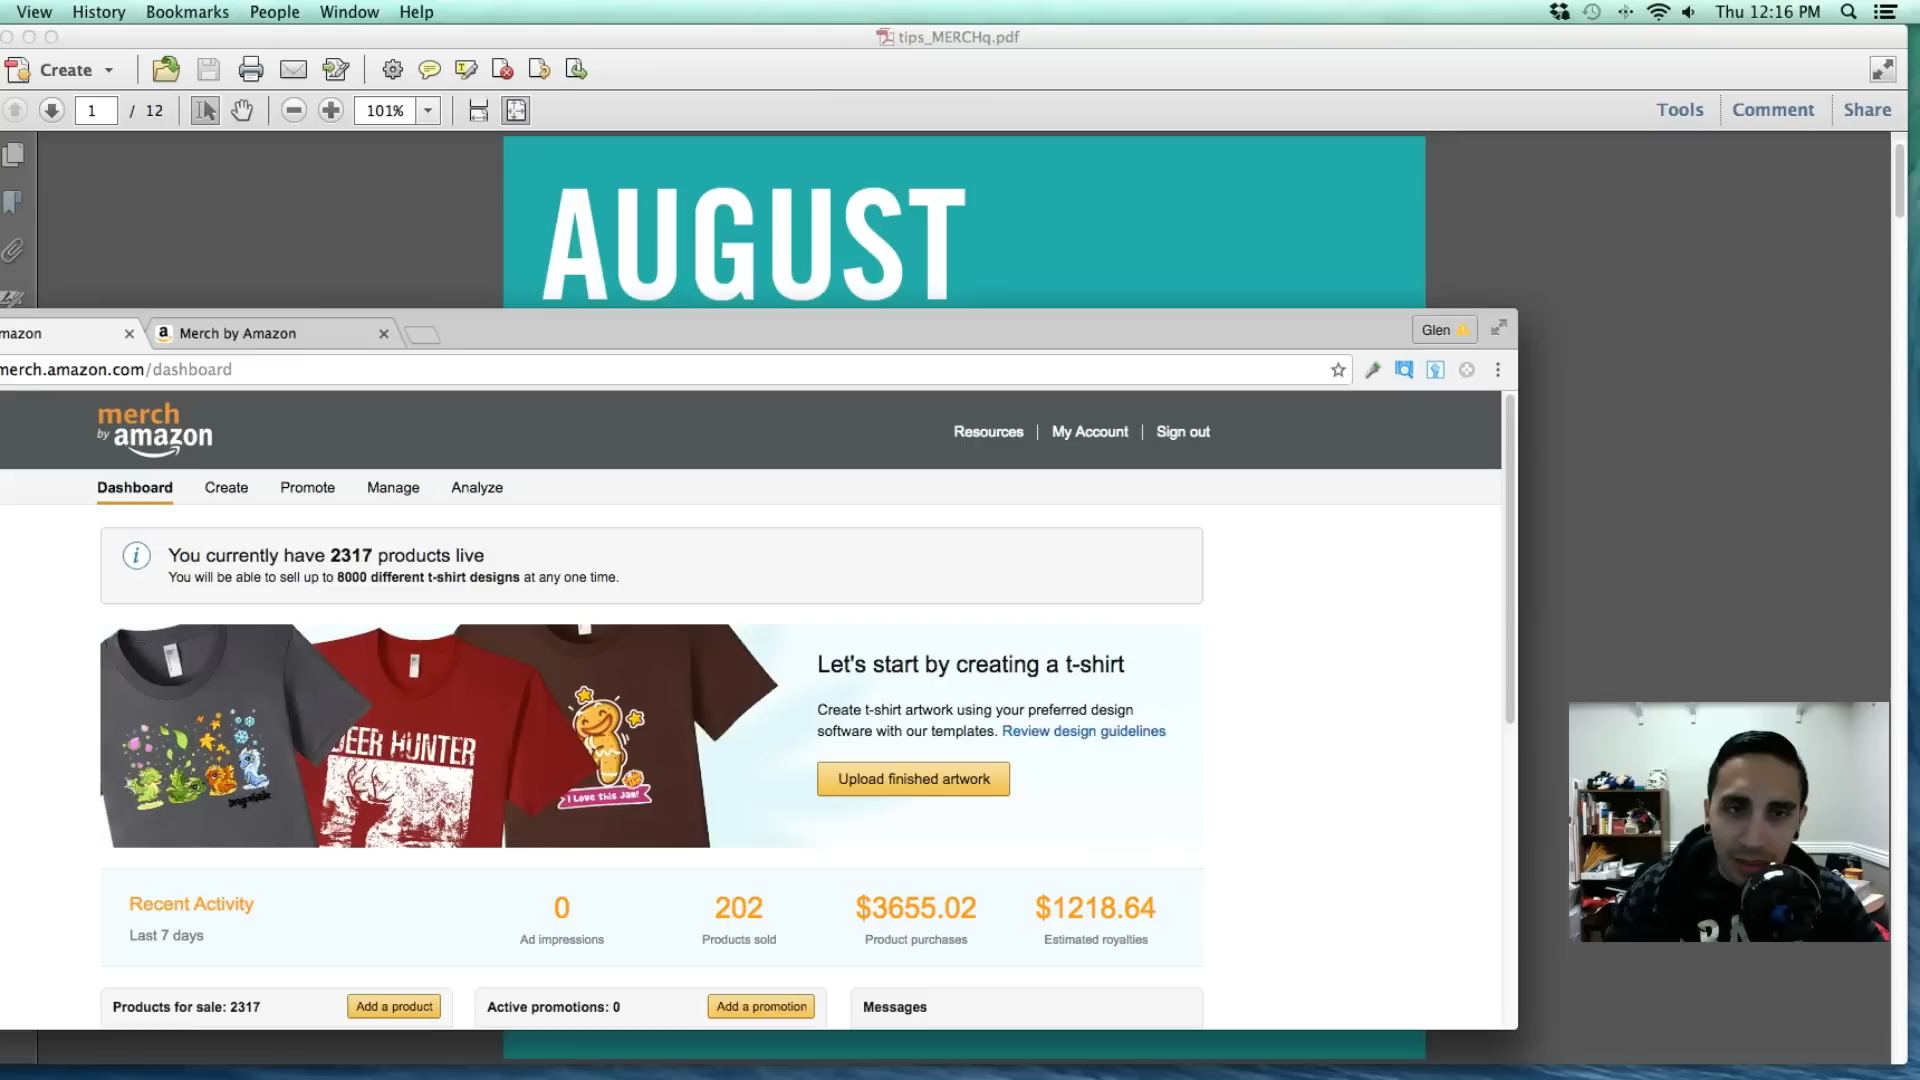 View History Bookmarks People Window Help Thu 12:16 PM
tips_MERCHq.pdf
Create
1 / 12 101% Tools Comment Share
AUGUST
mazon Merch by Amazon Glen
merch.amazon.com/dashboard
merch
by amazon
Resources My Account Sign out
Dashboard Create Promote Manage Analyze
You currently have 2317 products live
You will be able to sell up to 8000 different t-shirt designs at any one time.
Let's start by creating a t-shirt
Create t-shirt artwork using your preferred design
software with our templates. Review design guidelines
Upload finished artwork
DEER HUNTER
I Love this Jam!
Recent Activity 0 202 $3655.02 $1218.64
Last 7 days Ad impressions Products sold Product purchases Estimated royalties
Products for sale: 2317 Add a product Active promotions: 0 Add a promotion Messages